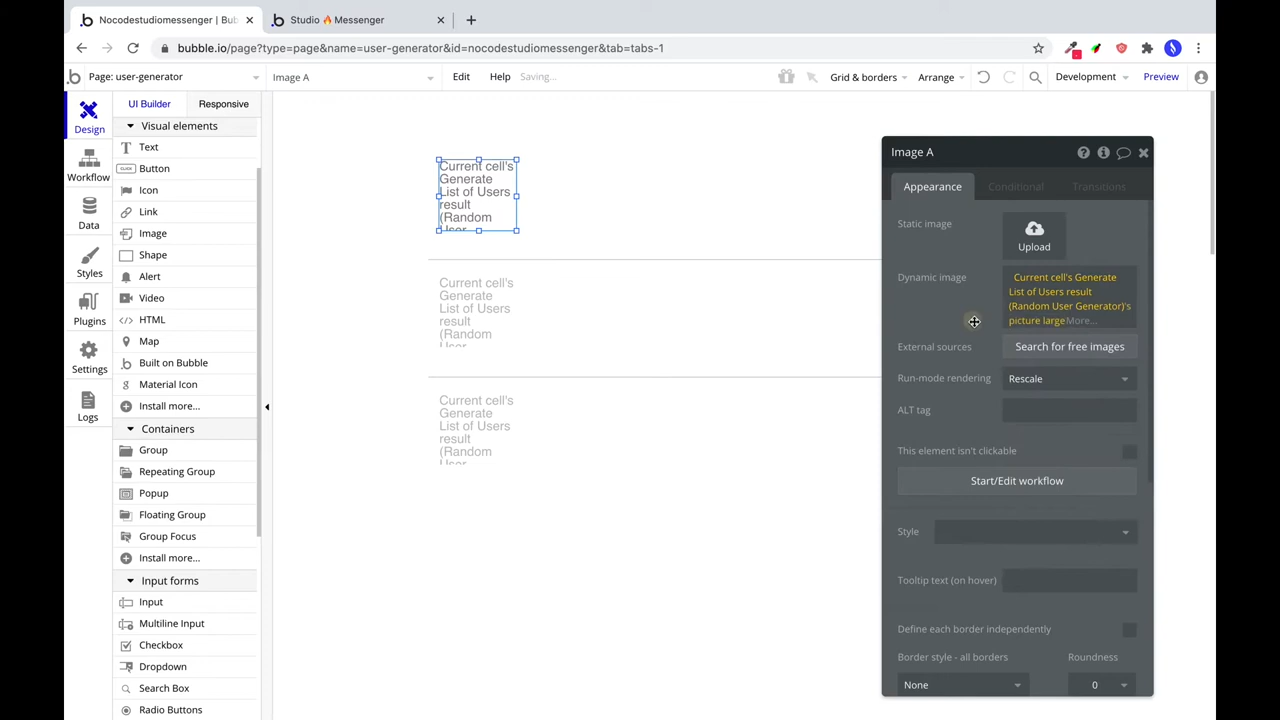 Nocodestudiomessenger | Bub
Studio 🔥 Messenger
bubble.io/page?type=page&name=user-generator&id=nocodestudiomessenger&tab=tabs-1
Page: user-generator
Image A
Edit
Help
Saving...
Grid & borders
Arrange
Development
Preview
Design
Workflow
Data
Styles
Plugins
Settings
Logs
UI Builder
Responsive
Visual elements
Text
CLICK
Button
Icon
Link
Image
Shape
Alert
Video
</> HTML
Map
Built on Bubble
Material Icon
Install more...
Containers
Group
Repeating Group
Popup
Floating Group
Group Focus
Install more...
Input forms
Input
Multiline Input
Checkbox
Dropdown
Search Box
Radio Buttons
Current cell's
Generate
List of Users
result
(Random
User
Current cell's
Generate
List of Users
result
(Random
Current cell's
Generate
List of Users
result
(Random
Image A
Appearance
Conditional
Transitions
Static image
Upload
Dynamic image
Current cell's Generate
List of Users result
(Random User Generator)'s
picture large More...
External sources
Search for free images
Run-mode rendering
Rescale
ALT tag
This element isn't clickable
Start/Edit workflow
Style
Tooltip text (on hover)
Define each border independently
Border style - all borders
Roundness
None
0